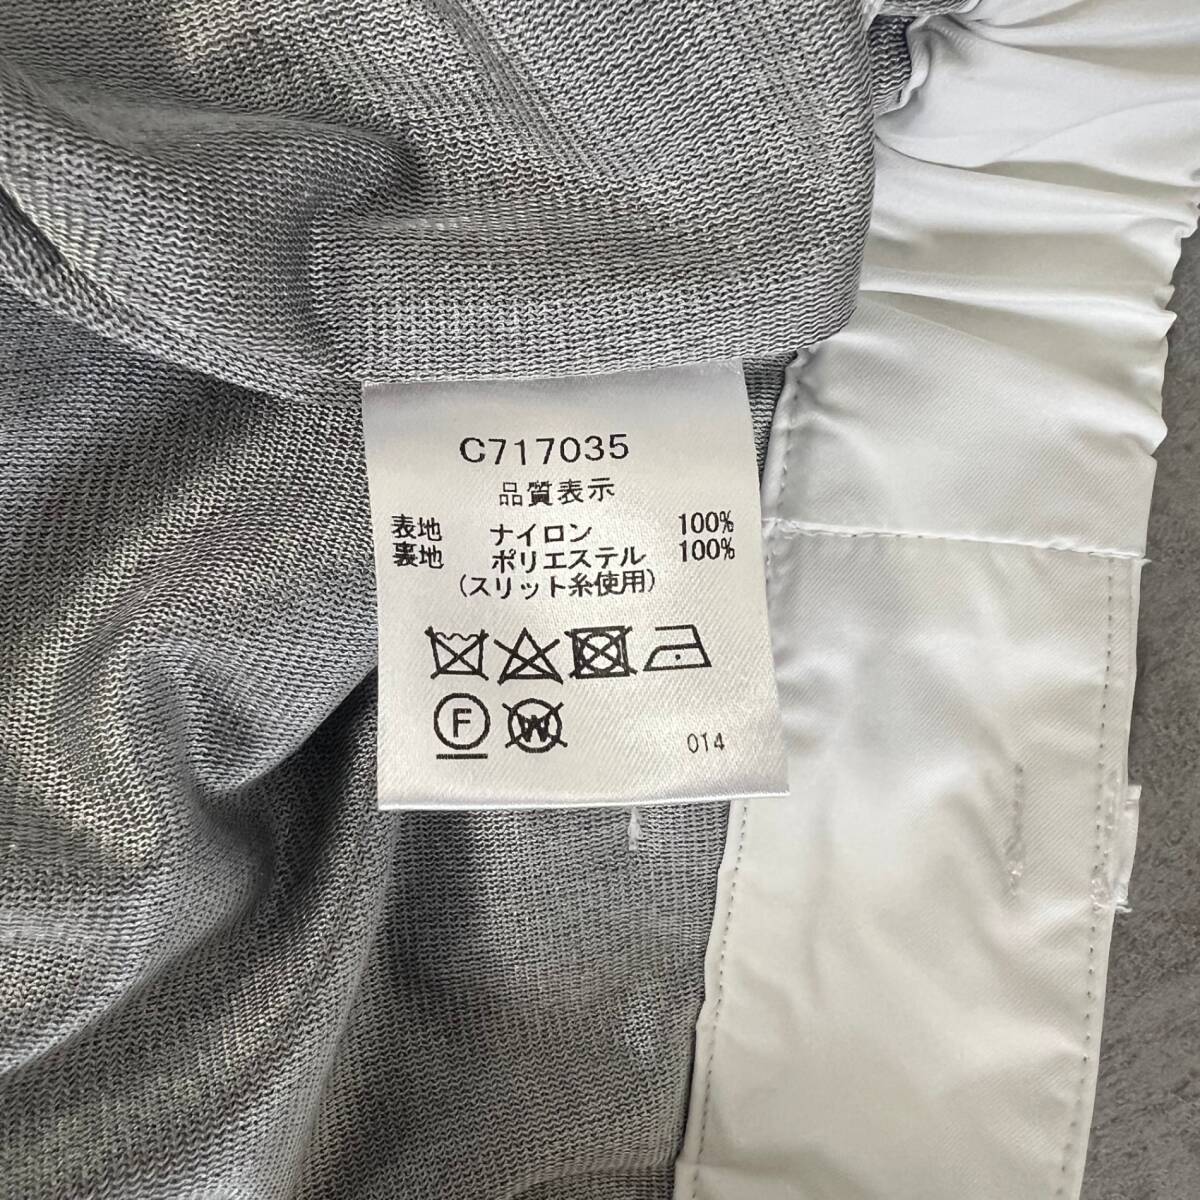 C717035
品質表示
表地 ナイロン 100%
裏地 ポリエステル 100%
(スリット糸使用)
F W
014